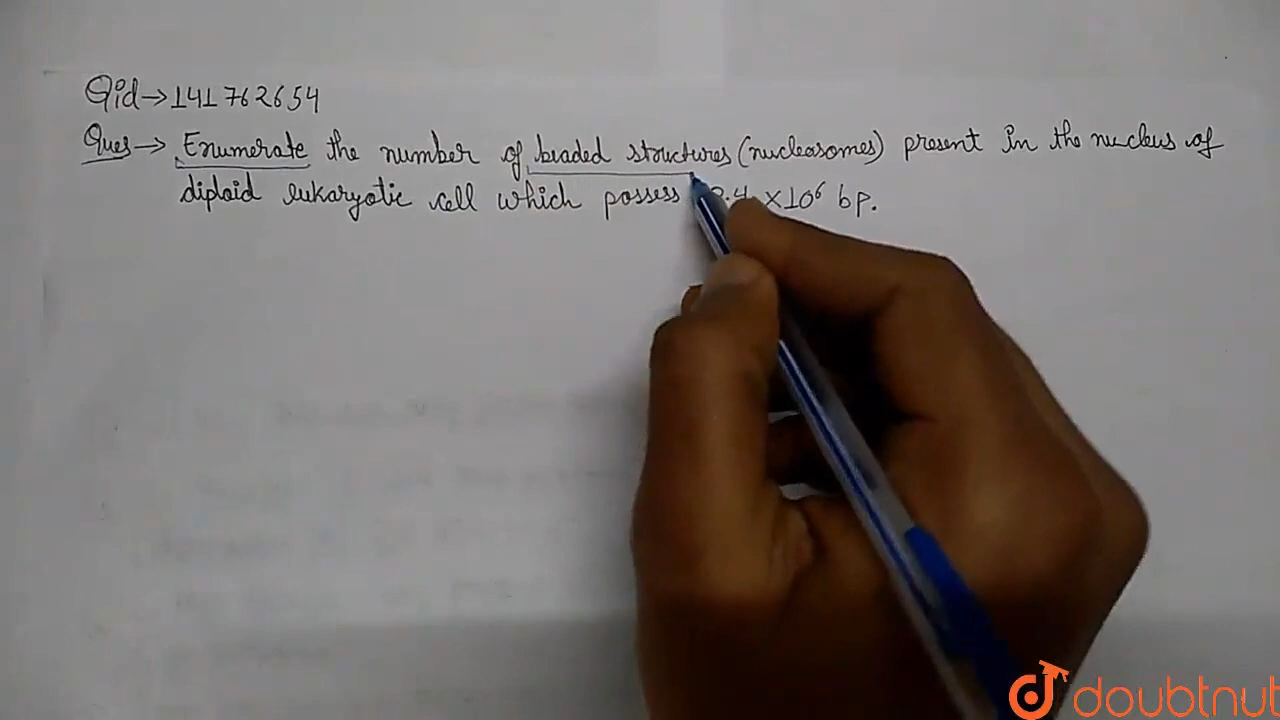 Qid→141762654
Ques→ Enumerate the number of beaded structures (nucleosomes) present in the nucleus of
diploid eukaryotic cell which possess .4 ×10⁶ bp.
doubtnut